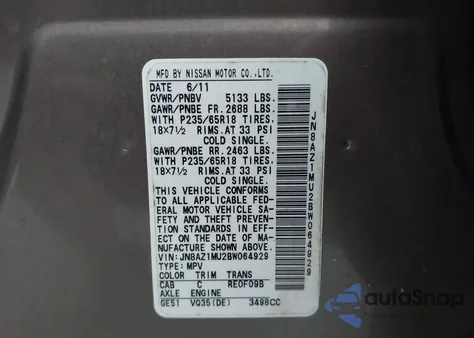 MFD BY NISSAN MOTOR CO.,LTD.
DATE 6/11
GVWR/PNBV 5133 LBS.
GAWR/PNBE FR. 2688 LBS.
WITH P235/65R18 TIRES.
18X7½ RIMS. AT 33 PSI
COLD SINGLE.
GAWR/PNBE RR. 2463 LBS.
WITH P235/65R18 TIRES.
18X7½ RIMS. AT 33 PSI
COLD SINGLE.
THIS VEHICLE CONFORMS
TO ALL APPLICABLE FED-
ERAL MOTOR VEHICLE SA-
FETY AND THEFT PREVEN-
TION STANDARDS IN EFF-
ECT ON THE DATE OF MA-
NUFACTURE SHOWN ABOVE.
VIN: JN8AZ1MU2BW064929
TYPE: MPV
COLOR TRIM TRANS
CAB C RE0F09B
AXLE ENGINE
GE51 VQ35(DE) 3498CC
JN8AZ1MU2BW064929
autoSnap